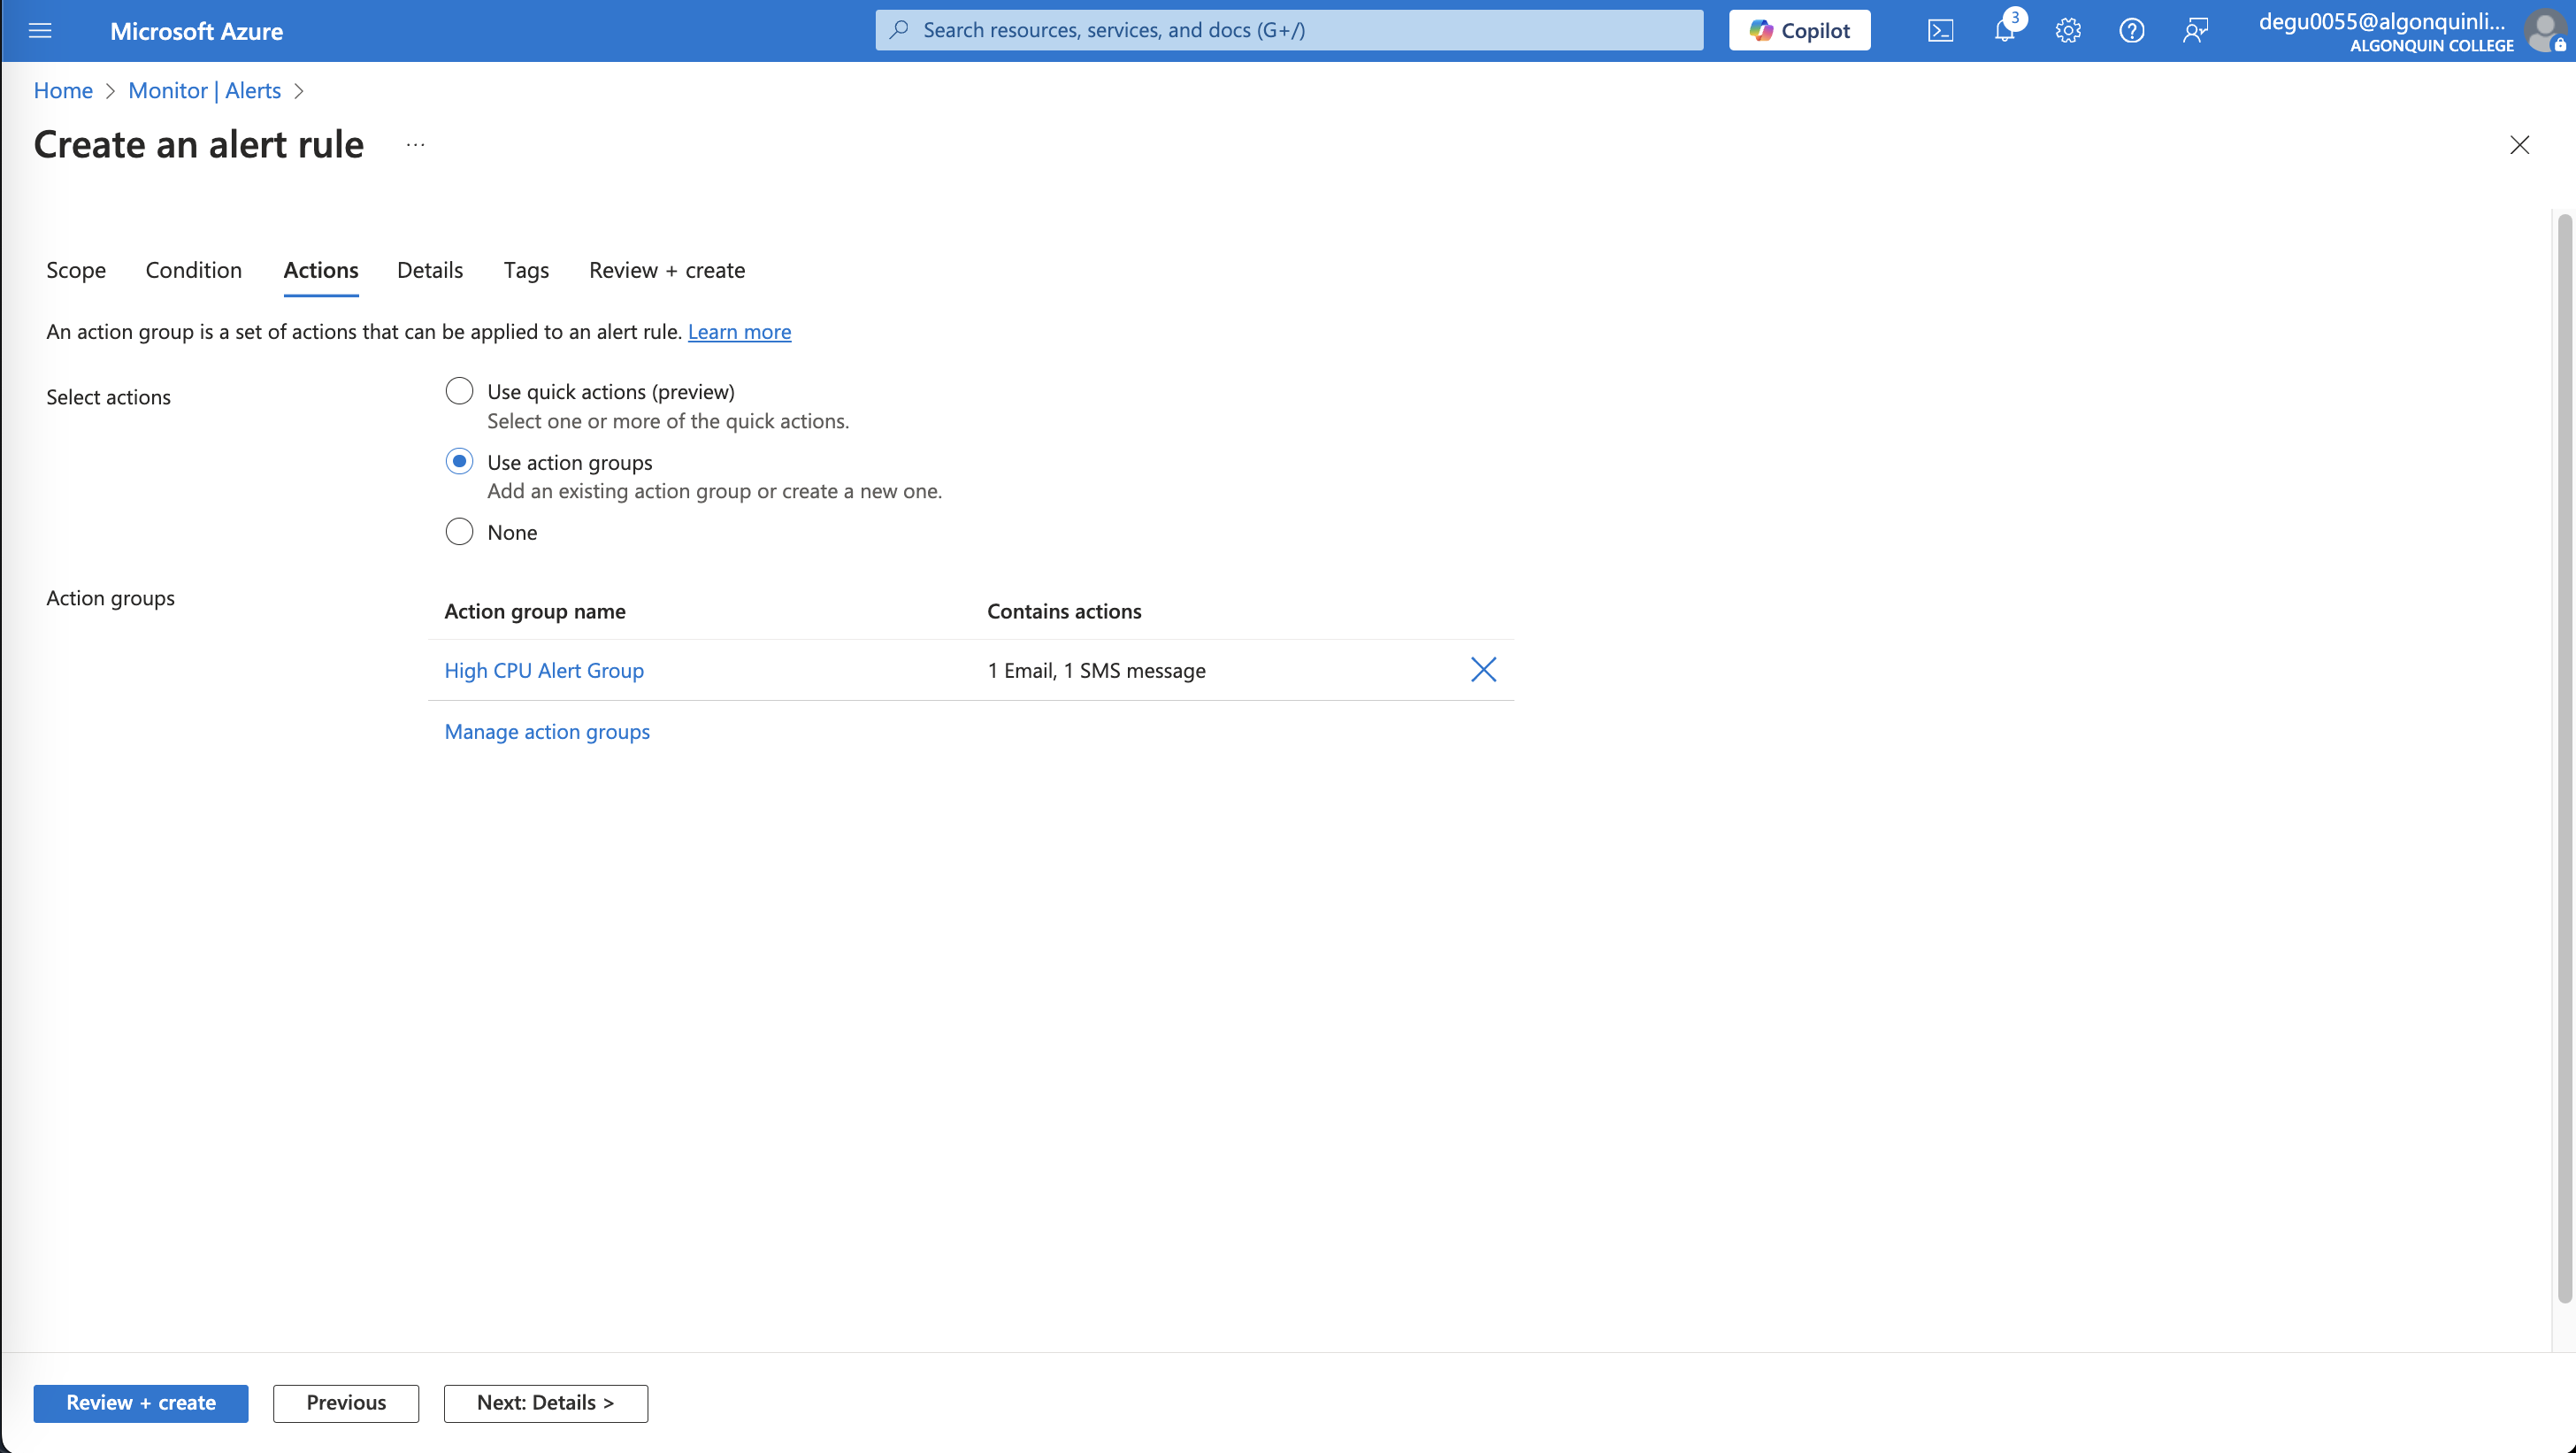 Microsoft Azure
Search resources, services, and docs (G+/)
Copilot
3
degu0055@algonquinli...
ALGONQUIN COLLEGE
Home > Monitor | Alerts >
Create an alert rule ...
Scope Condition Actions Details Tags Review + create
An action group is a set of actions that can be applied to an alert rule. Learn more
Select actions
Use quick actions (preview)
Select one or more of the quick actions.
Use action groups
Add an existing action group or create a new one.
None
Action groups
Action group name Contains actions
High CPU Alert Group 1 Email, 1 SMS message
Manage action groups
Review + create Previous Next: Details >